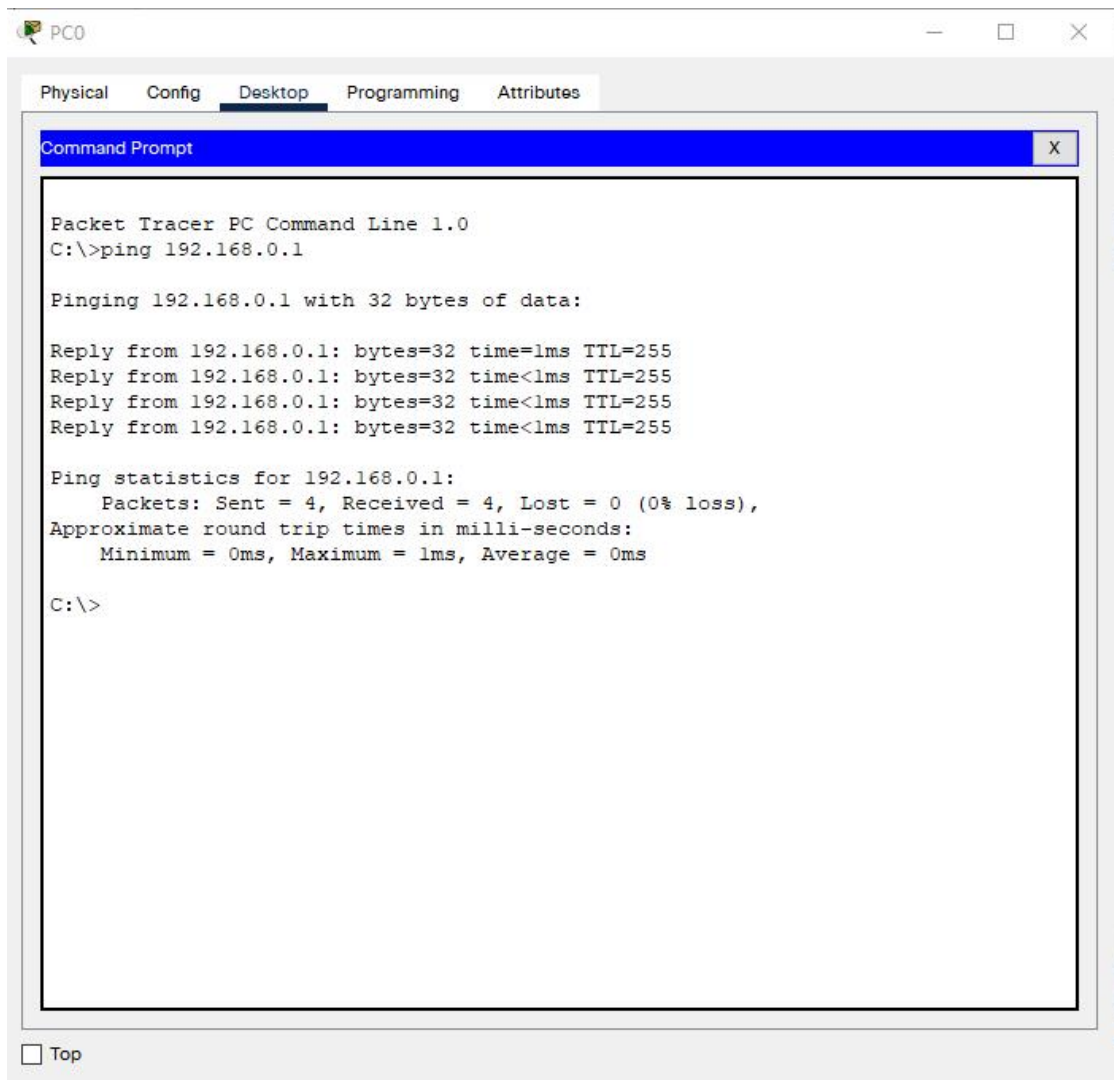 PC0
Physical Config Desktop Programming Attributes
Command Prompt X
Packet Tracer PC Command Line 1.0
C:\>ping 192.168.0.1
Pinging 192.168.0.1 with 32 bytes of data:
Reply from 192.168.0.1: bytes=32 time=1ms TTL=255
Reply from 192.168.0.1: bytes=32 time<1ms TTL=255
Reply from 192.168.0.1: bytes=32 time<1ms TTL=255
Reply from 192.168.0.1: bytes=32 time<1ms TTL=255
Ping statistics for 192.168.0.1:
Packets: Sent = 4, Received = 4, Lost = 0 (0% loss),
Approximate round trip times in milli-seconds:
Minimum = 0ms, Maximum = 1ms, Average = 0ms
C:\>
Top